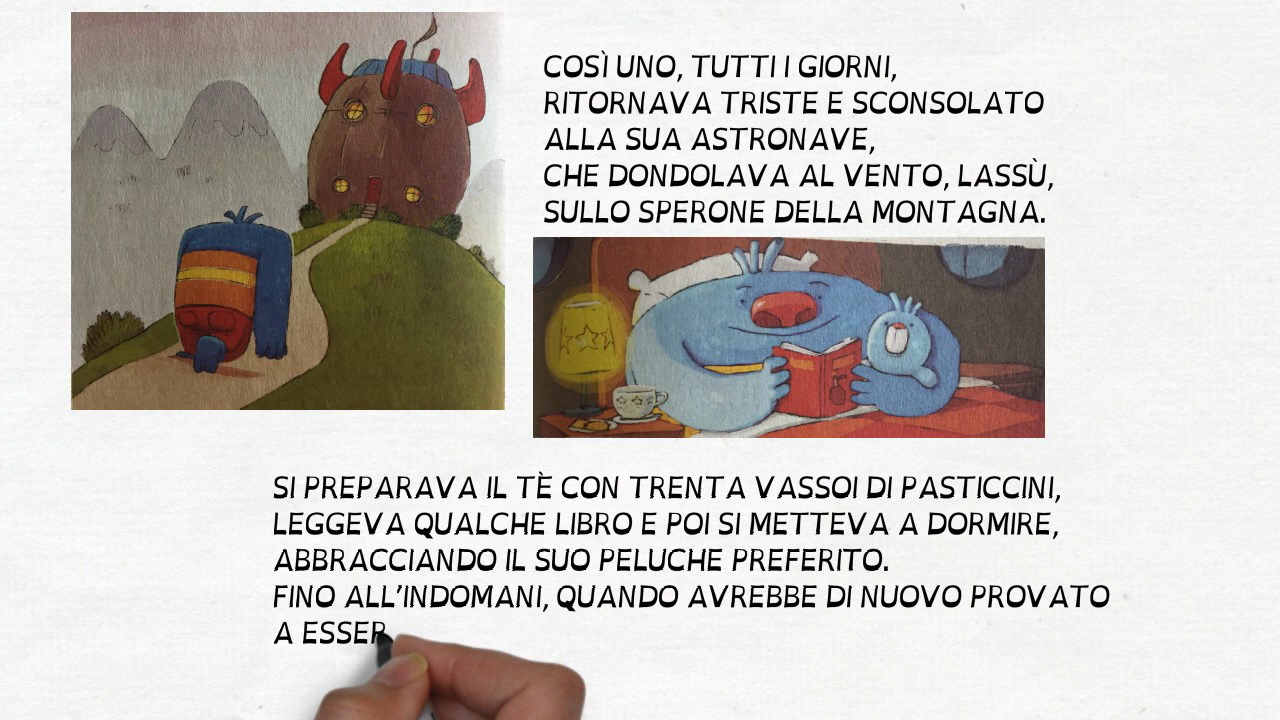 COSÌ UNO, TUTTI I GIORNI,
RITORNAVA TRISTE E SCONSOLATO
ALLA SUA ASTRONAVE,
CHE DONDOLAVA AL VENTO, LASSÙ,
SULLO SPERONE DELLA MONTAGNA.
SI PREPARAVA IL TÈ CON TRENTA VASSOI DI PASTICCINI,
LEGGEVA QUALCHE LIBRO E POI SI METTEVA A DORMIRE,
ABBRACCIANDO IL SUO PELUCHE PREFERITO.
FINO ALL'INDOMANI, QUANDO AVREBBE DI NUOVO PROVATO
A ESSER